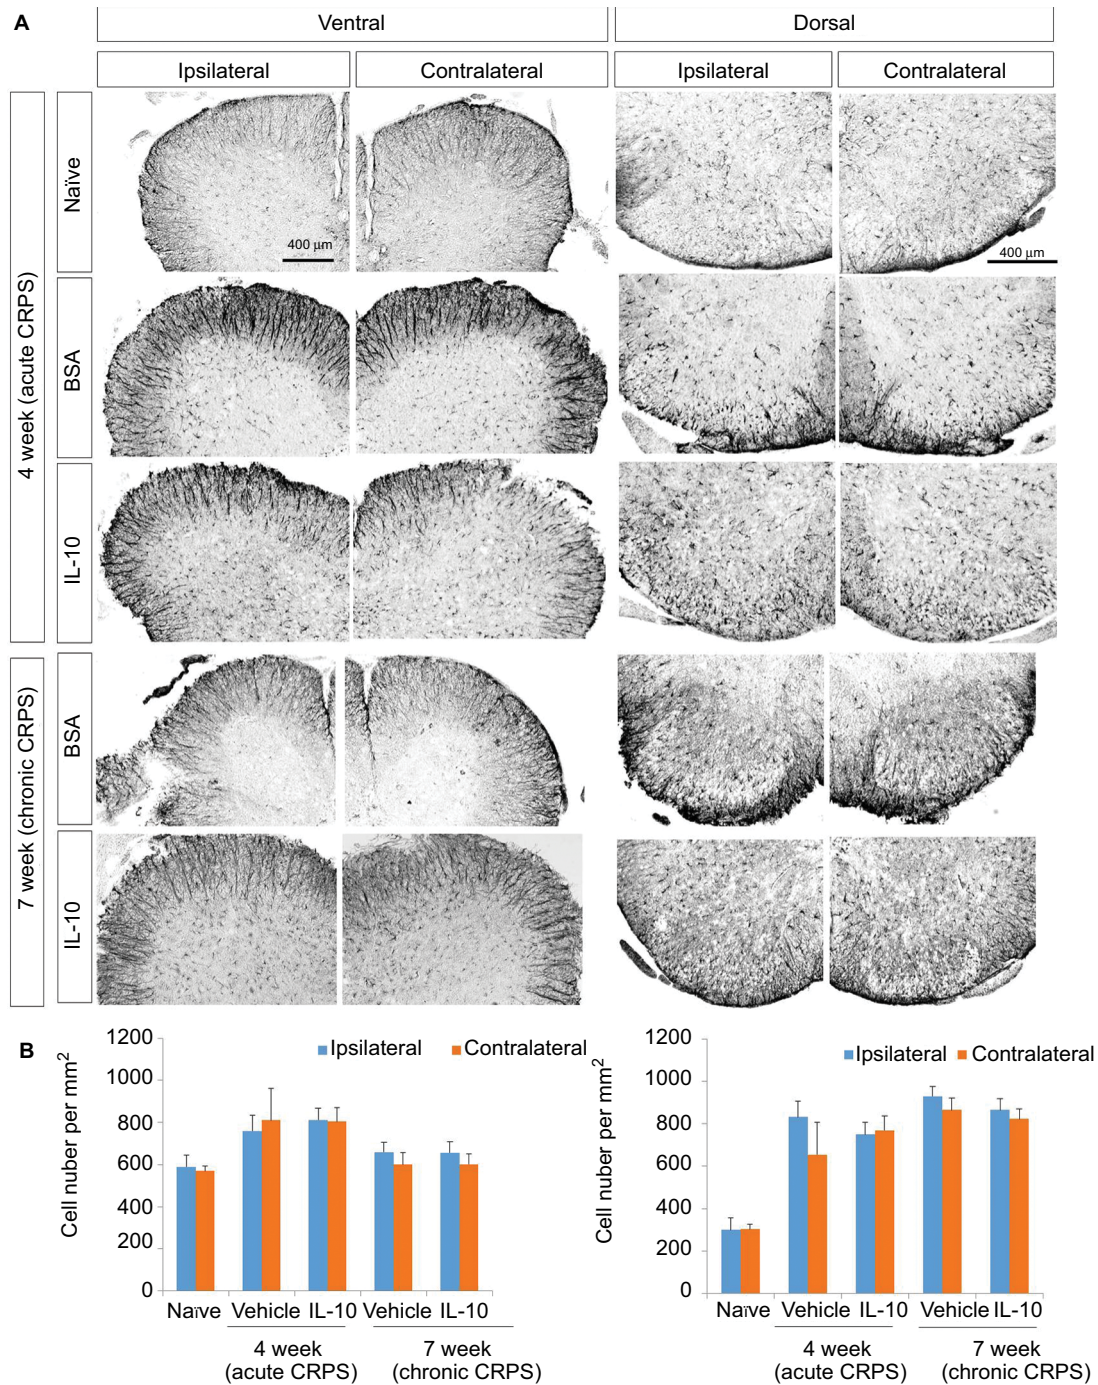 A
Ventral
Dorsal
Ipsilateral
Contralateral
Ipsilateral
Contralateral
4 week (acute CRPS)
Naïve
400 μm
400 μm
BSA
IL-10
7 week (chronic CRPS)
BSA
IL-10
B
Cell nuber per mm²
1200
1000
800
600
400
200
0
Ipsilateral
Contralateral
Naïve
Vehicle
IL-10
Vehicle
IL-10
4 week
(acute CRPS)
7 week
(chronic CRPS)
Cell nuber per mm²
1200
1000
800
600
400
200
0
Ipsilateral
Contralateral
Naïve
Vehicle
IL-10
Vehicle
IL-10
4 week
(acute CRPS)
7 week
(chronic CRPS)